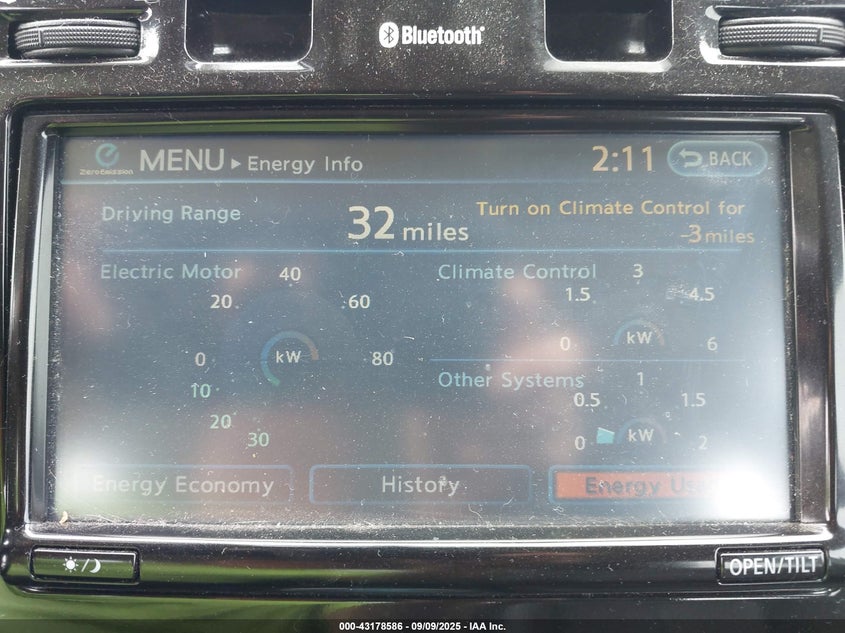 Bluetooth
Zero Emission MENU ▸ Energy Info 2:11 BACK
Driving Range 32 miles Turn on Climate Control for
-3 miles
Electric Motor 40
20 60
0 kW 80
10
20
30
Climate Control 3
1.5 4.5
0 kW 6
Other Systems 1
0.5 1.5
0 kW 2
Energy Economy History Energy
OPEN/TILT
000-43178586 - 09/09/2025 - IAA Inc.